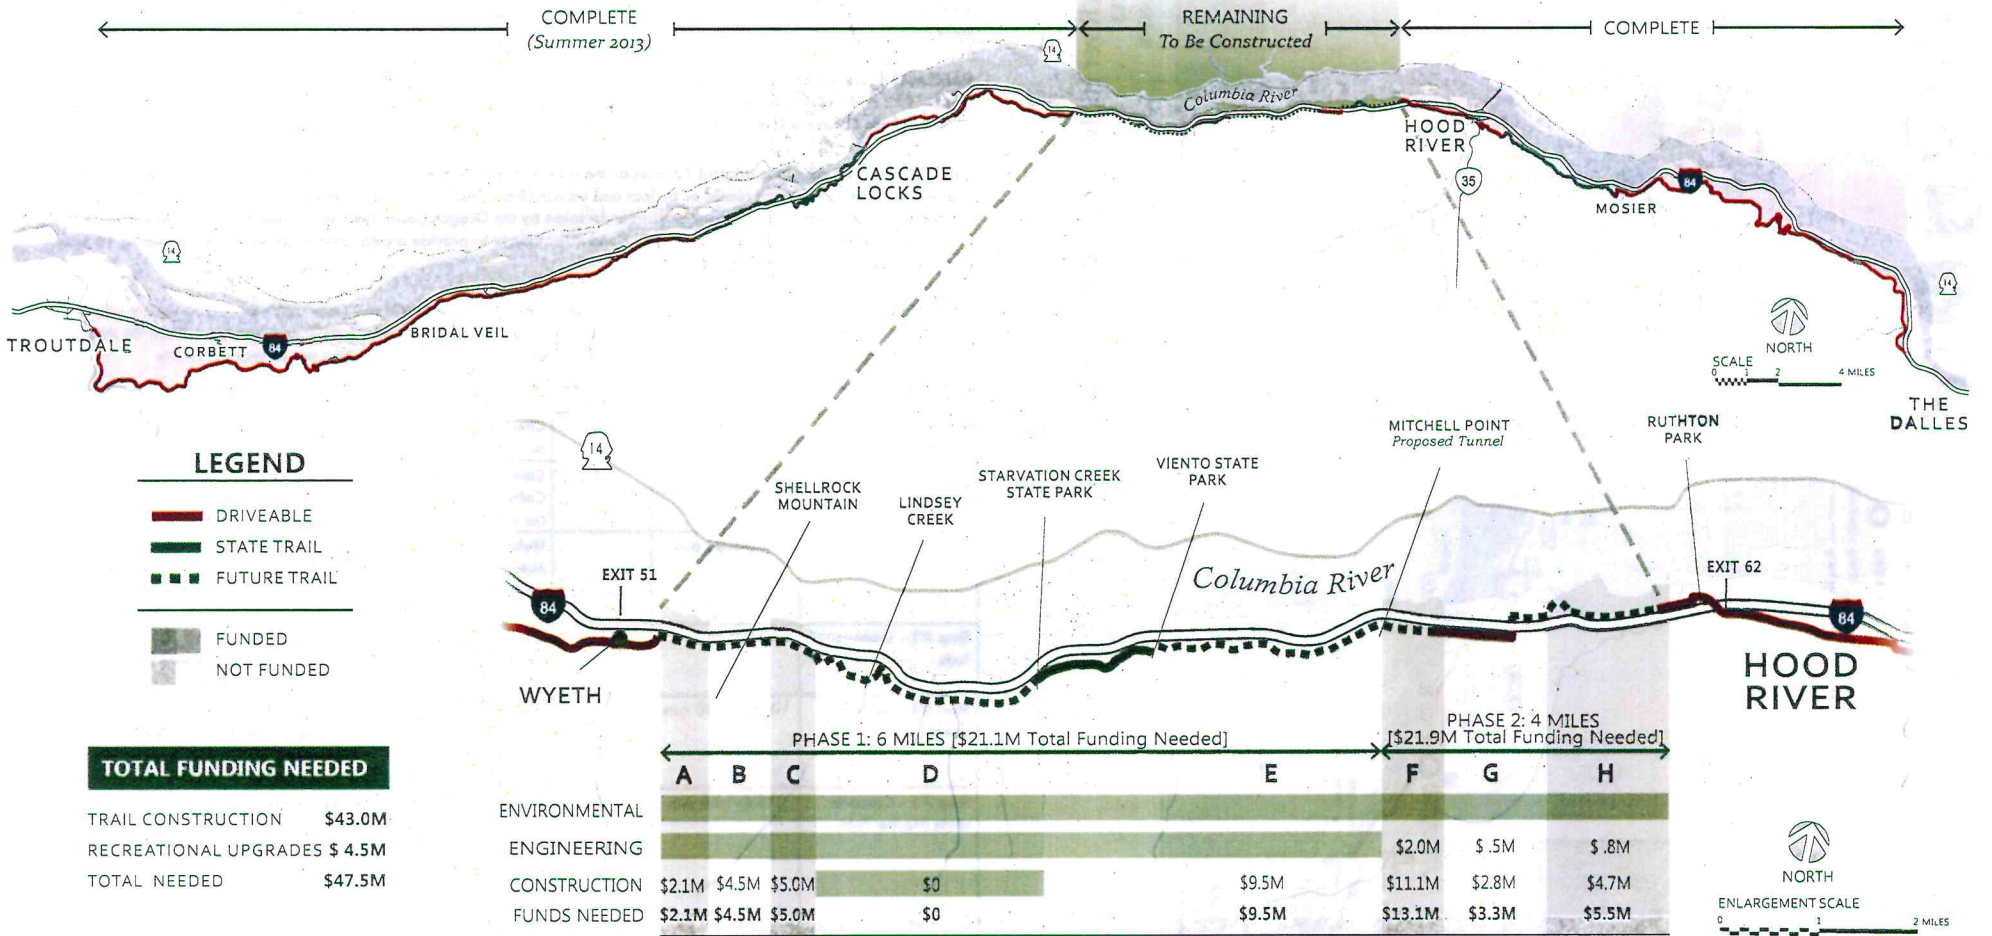 COMPLETE
(Summer 2013)
REMAINING
To Be Constructed
COMPLETE
14
Columbia River
HOOD
RIVER
35
CASCADE
LOCKS
84
MOSIER
14
14
TROUTDALE
CORBETT
84
BRIDAL VEIL
NORTH
SCALE
0 1 2 4 MILES
THE
DALLES
LEGEND
DRIVEABLE
STATE TRAIL
FUTURE TRAIL
FUNDED
NOT FUNDED
14
SHELLROCK
MOUNTAIN
LINDSEY
CREEK
STARVATION CREEK
STATE PARK
VIENTO STATE
PARK
MITCHELL POINT
Proposed Tunnel
RUTHTON
PARK
EXIT 51
84
Columbia River
EXIT 62
84
WYETH
HOOD
RIVER
TOTAL FUNDING NEEDED
TRAIL CONSTRUCTION $43.0M
RECREATIONAL UPGRADES $ 4.5M
TOTAL NEEDED $47.5M
PHASE 1: 6 MILES [$21.1M Total Funding Needed]
PHASE 2: 4 MILES
[$21.9M Total Funding Needed]
A B C D E F G H
ENVIRONMENTAL
ENGINEERING $2.0M $ .5M $ .8M
CONSTRUCTION $2.1M $4.5M $5.0M $0 $9.5M $11.1M $2.8M $4.7M
FUNDS NEEDED $2.1M $4.5M $5.0M $0 $9.5M $13.1M $3.3M $5.5M
NORTH
ENLARGEMENT SCALE
0 1 2 MILES